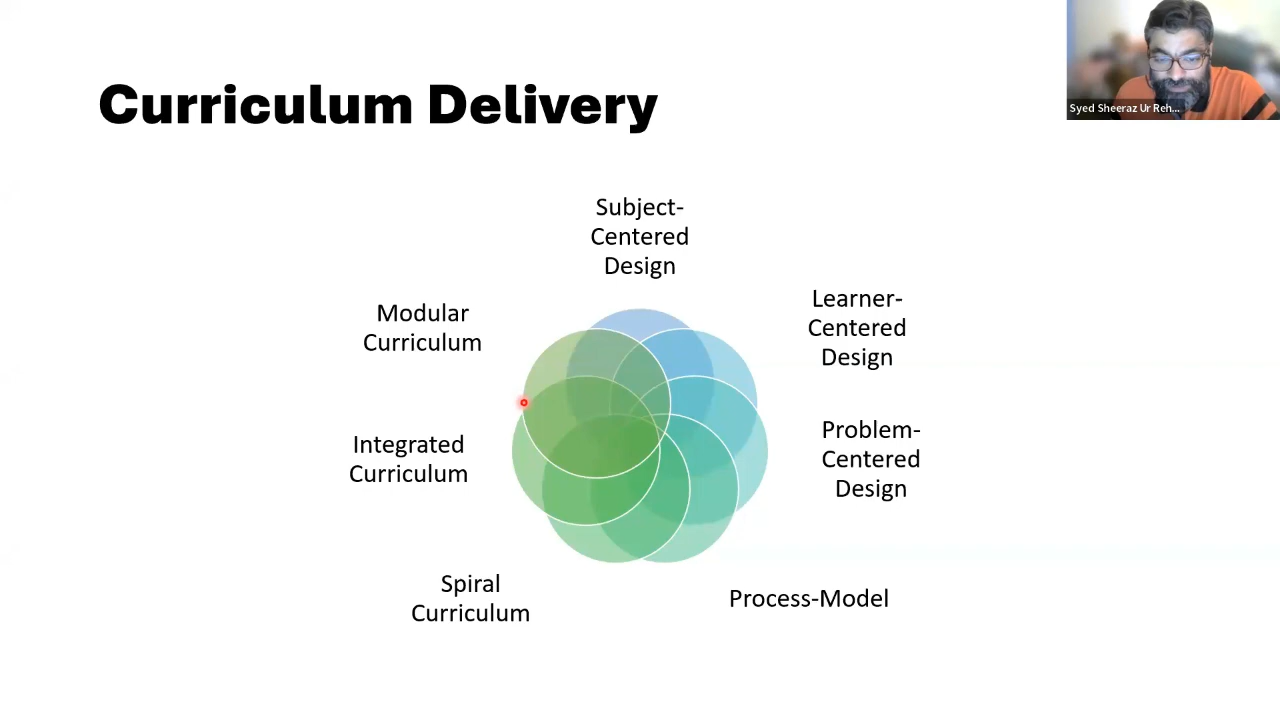 Curriculum Delivery
Syed Sheeraz Ur Reh...
Subject-
Centered
Design
Learner-
Centered
Design
Problem-
Centered
Design
Process-Model
Spiral
Curriculum
Integrated
Curriculum
Modular
Curriculum